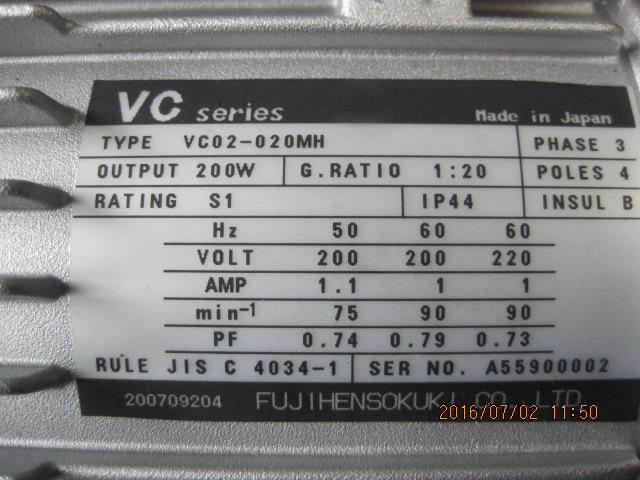 VC series Made in Japan
TYPE VC02-020MH PHASE 3
OUTPUT 200W G.RATIO 1:20 POLES 4
RATING S1 IP44 INSUL B
Hz 50 60 60
VOLT 200 200 220
AMP 1.1 1 1
min-1 75 90 90
PF 0.74 0.79 0.73
RULE JIS C 4034-1 SER NO. A55900002
200709204 FUJIHENSOKUKI CO. LTD
2016/07/02 11:50